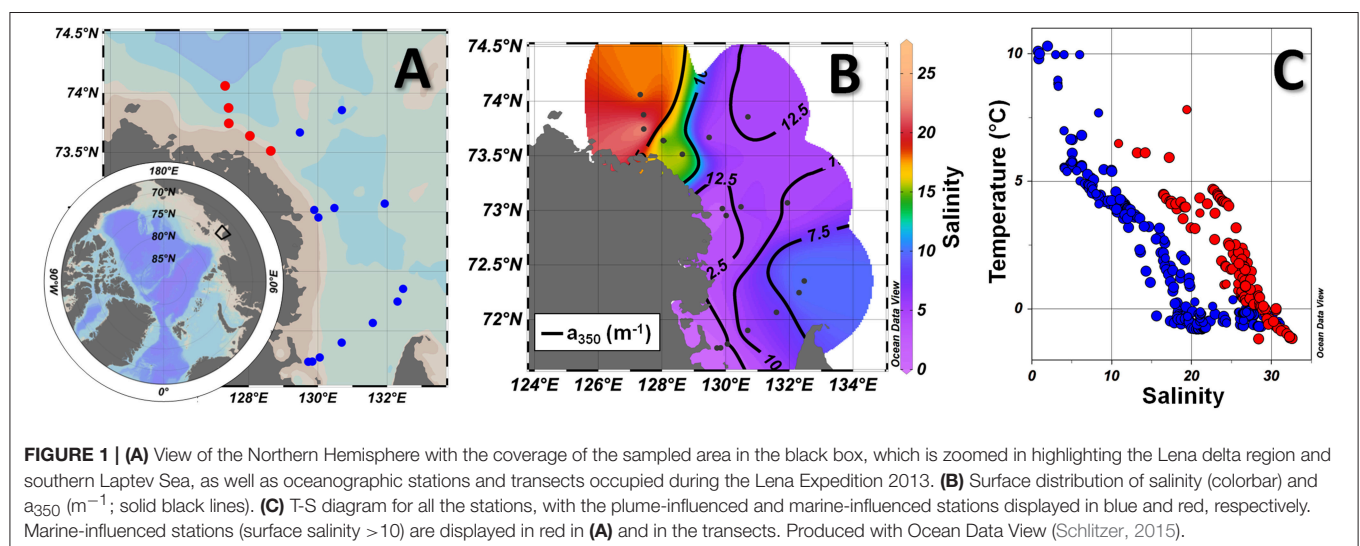 74.5°N
74°N
73.5°N
A
180°E
70°N
75°N
80°N
85°N
90°W
90°E
0°
128°E
130°E
132°E
74.5°N
74°N
73.5°N
73°N
72.5°N
72°N
B
12.5
12.5
7.5
2.5
10
a350 (m-1)
124°E
126°E
128°E
130°E
132°E
134°E
Ocean Data View
25
20
15
10
5
0
Salinity
C
10
5
0
Temperature (°C)
0
10
20
30
Salinity
Ocean Data View
FIGURE 1 | (A) View of the Northern Hemisphere with the coverage of the sampled area in the black box, which is zoomed in highlighting the Lena delta region and
southern Laptev Sea, as well as oceanographic stations and transects occupied during the Lena Expedition 2013. (B) Surface distribution of salinity (colorbar) and
a350 (m−1; solid black lines). (C) T-S diagram for all the stations, with the plume-influenced and marine-influenced stations displayed in blue and red, respectively.
Marine-influenced stations (surface salinity >10) are displayed in red in (A) and in the transects. Produced with Ocean Data View (Schlitzer, 2015).